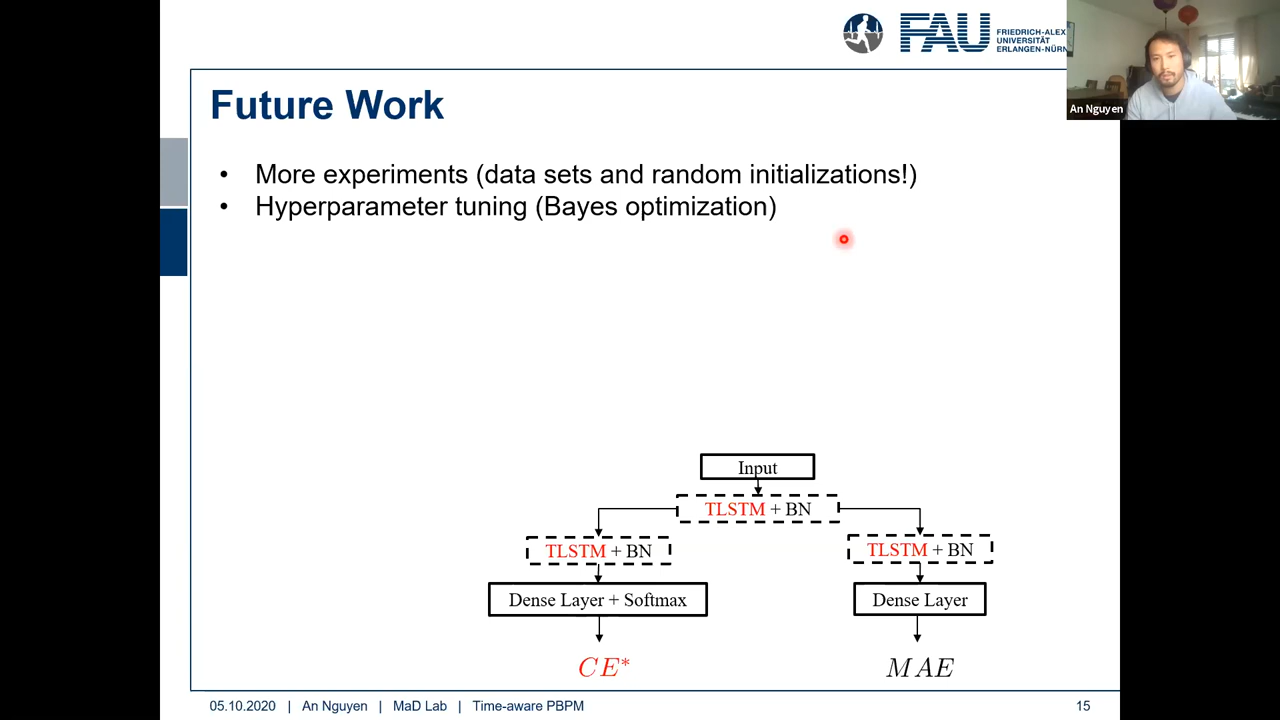 FAU
FRIEDRICH-ALEX
UNIVERSITÄT
ERLANGEN-NÜRN
An Nguyen
Future Work
• More experiments (data sets and random initializations!)
• Hyperparameter tuning (Bayes optimization)
Input
TLSTM + BN
TLSTM + BN
TLSTM + BN
Dense Layer + Softmax
Dense Layer
CE*
MAE
05.10.2020 | An Nguyen | MaD Lab | Time-aware PBPM
15